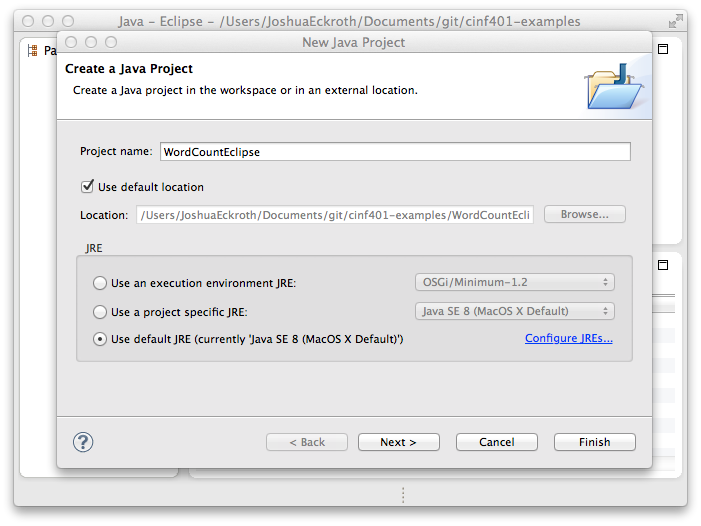 Java – Eclipse – /Users/JoshuaEckroth/Documents/git/cinf401-examples
Pa
New Java Project
Create a Java Project
Create a Java project in the workspace or in an external location.
Project name: WordCountEclipse
Use default location
Location: /Users/JoshuaEckroth/Documents/git/cinf401-examples/WordCountEcli Browse...
JRE
Use an execution environment JRE: OSGi/Minimum-1.2
Use a project specific JRE: Java SE 8 (MacOS X Default)
Use default JRE (currently 'Java SE 8 (MacOS X Default)') Configure JREs...
? < Back Next > Cancel Finish